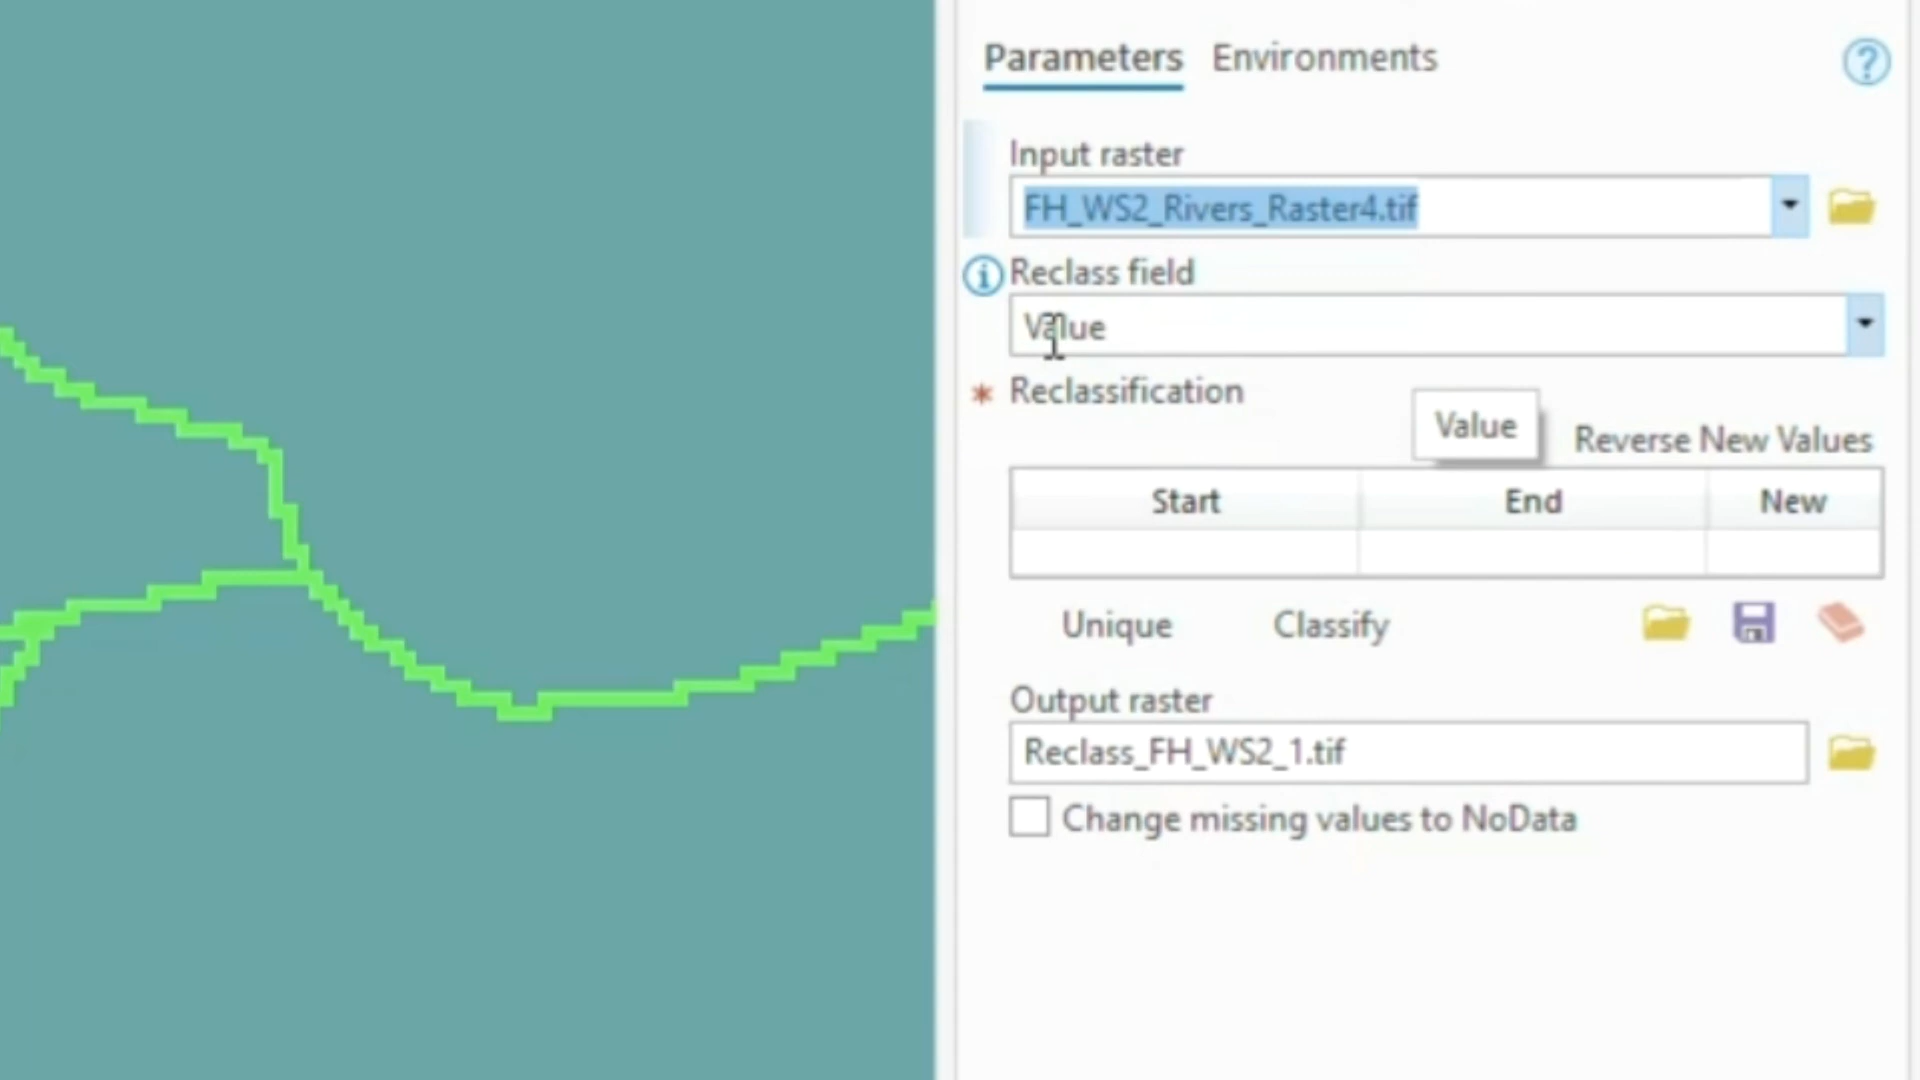 Parameters Environments
Input raster
FH_WS2_Rivers_Raster4.tif
Reclass field
Value
Reclassification
Value
Reverse New Values
Start End New
Unique Classify
Output raster
Reclass_FH_WS2_1.tif
Change missing values to NoData